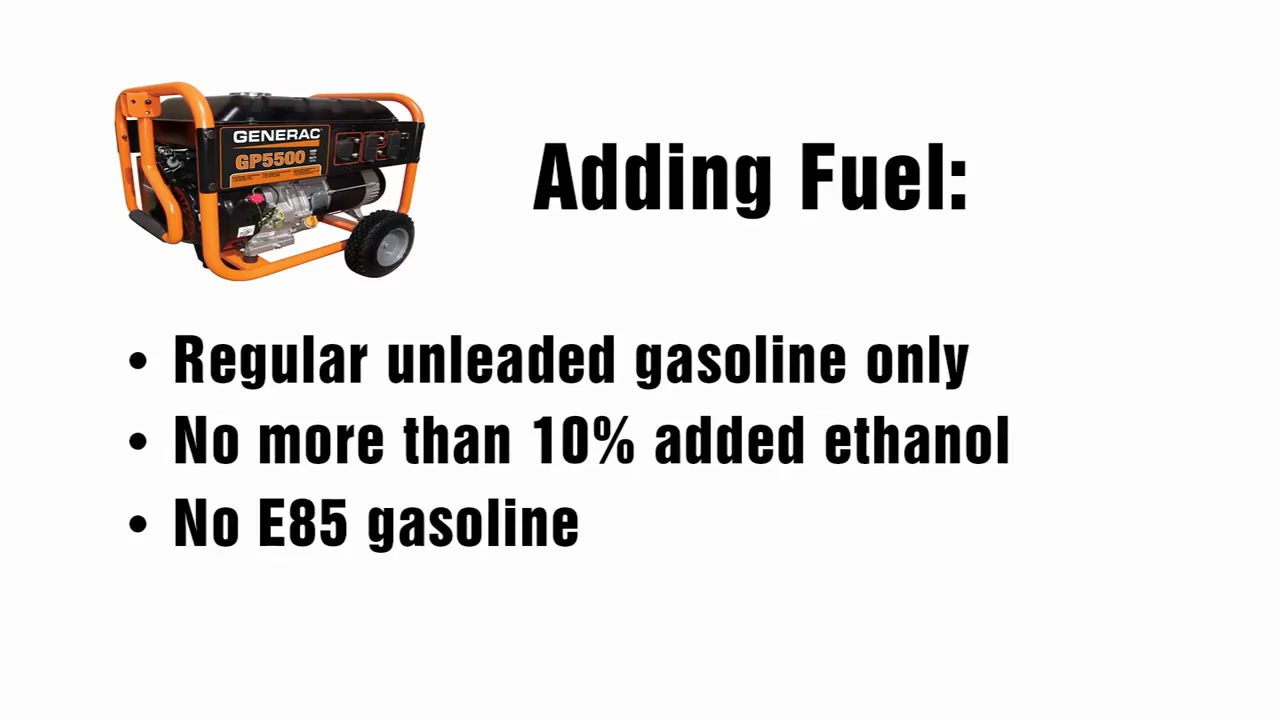 GENERAC
GP5500
Adding Fuel:
• Regular unleaded gasoline only
• No more than 10% added ethanol
• No E85 gasoline